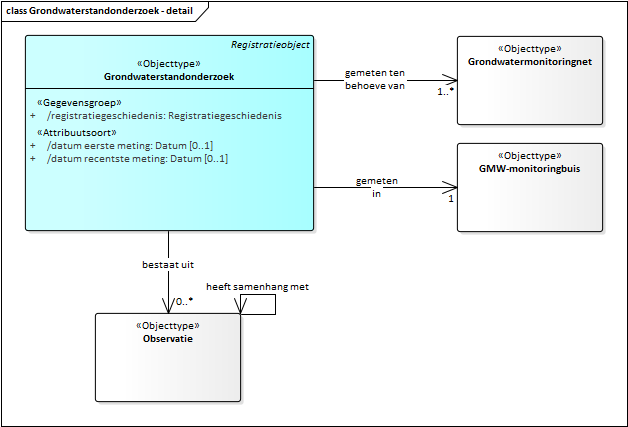 class Grondwaterstandonderzoek - detail
Registratieobject
«Objecttype»
Grondwaterstandonderzoek
«Gegevensgroep»
+ /registratiegeschiedenis: Registratiegeschiedenis
«Attribuutsoort»
+ /datum eerste meting: Datum [0..1]
+ /datum recentste meting: Datum [0..1]
gemeten ten
behoeve van
1..*
«Objecttype»
Grondwatermonitoringnet
gemeten
in
1
«Objecttype»
GMW-monitoringbuis
bestaat uit
0..*
heeft samenhang met
«Objecttype»
Observatie